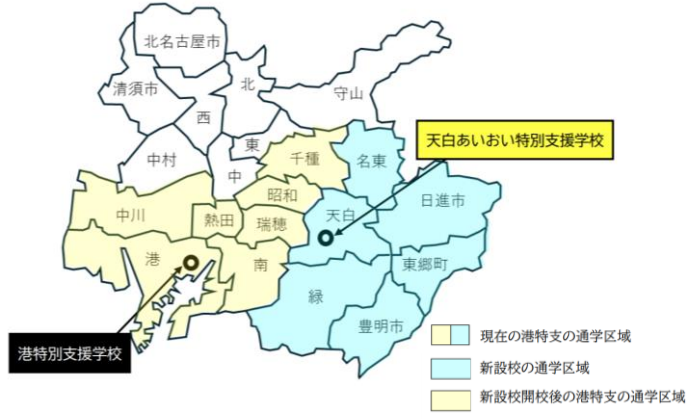 北名古屋市
清須市
北
守山
西
東
中村
中
千種
名東
天白あいおい特別支援学校
昭和
日進市
中川
熱田
瑞穂
天白
港
南
東郷町
緑
豊明市
港特別支援学校
現在の港特支の通学区域
新設校の通学区域
新設校開校後の港特支の通学区域